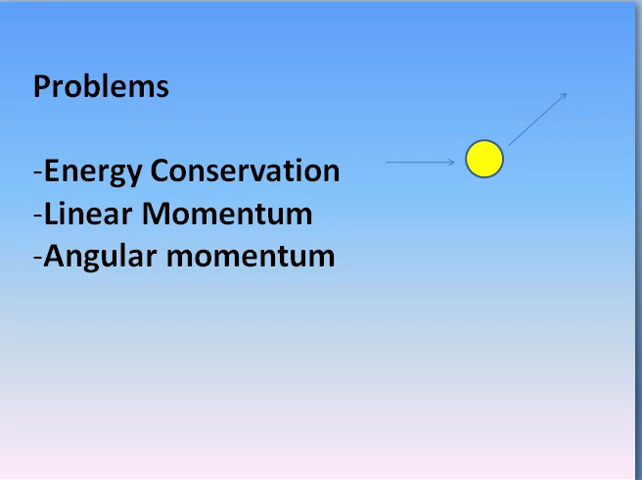 Problems
-Energy Conservation
-Linear Momentum
-Angular momentum